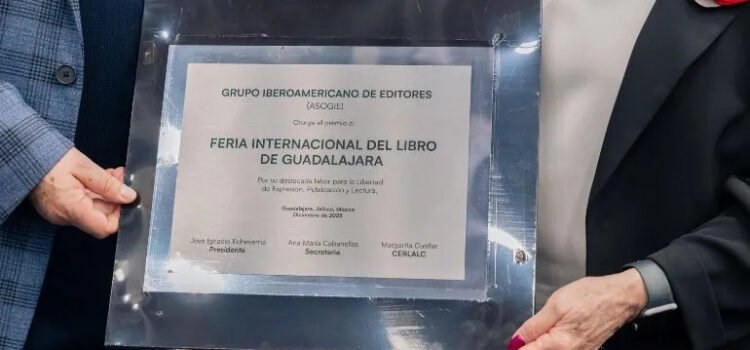 GRUPO IBEROAMERICANO DE EDITORES
(ASOGIE)
Otorga el premio a:
FERIA INTERNACIONAL DEL LIBRO
DE GUADALAJARA
Por su destacada labor para la Libertad
de Expresión, Publicación y Lectura.
Guadalajara, Jalisco, México
Diciembre de 2025
José Ignacio Echeverría
Presidente
Ana María Cabanellas
Secretaria
Margarita Cuéllar
CERLALC